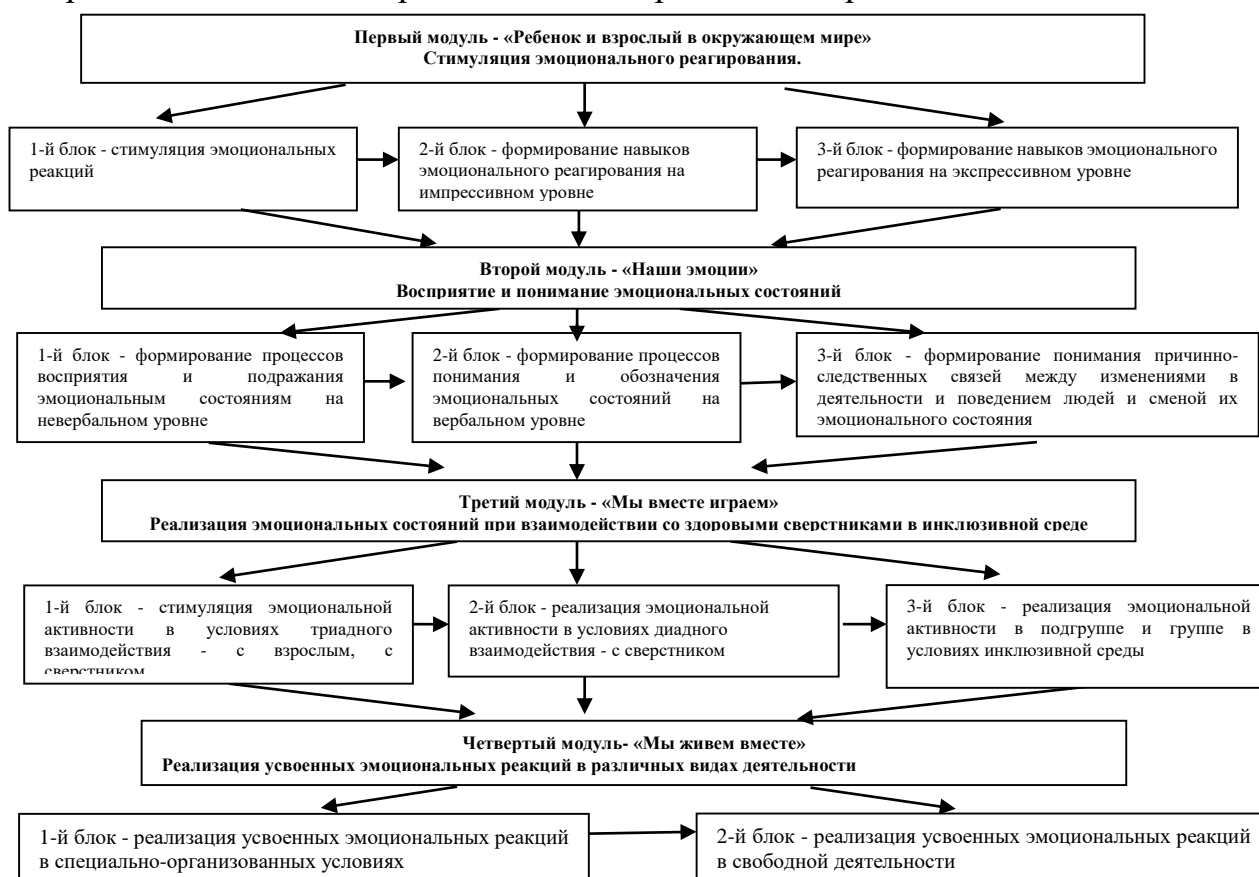 Первый модуль - «Ребенок и взрослый в окружающем мире»
Стимуляция эмоционального реагирования.
1-й блок - стимуляция эмоциональных
реакций
2-й блок - формирование навыков
эмоционального реагирования на
импрессивном уровне
3-й блок - формирование навыков эмоционального
реагирования на экспрессивном уровне
Второй модуль - «Наши эмоции»
Восприятие и понимание эмоциональных состояний
1-й блок - формирование процессов
восприятия и подражания
эмоциональным состояниям на
невербальном уровне
2-й блок - формирование процессов
понимания и обозначения
эмоциональных состояний на
вербальном уровне
3-й блок - формирование понимания причинно-
следственных связей между изменениями в
деятельности и поведением людей и сменой их
эмоционального состояния
Третий модуль - «Мы вместе играем»
Реализация эмоциональных состояний при взаимодействии со здоровыми сверстниками в инклюзивной среде
1-й блок - стимуляция эмоциональной
активности в условиях триадного
взаимодействия - с взрослым, с
сверстником
2-й блок - реализация эмоциональной
активности в условиях диадного
взаимодействия - с сверстником
3-й блок - реализация эмоциональной
активности в подгруппе и группе в
условиях инклюзивной среды
Четвертый модуль- «Мы живем вместе»
Реализация усвоенных эмоциональных реакций в различных видах деятельности
1-й блок - реализация усвоенных эмоциональных реакций
в специально-организованных условиях
2-й блок - реализация усвоенных эмоциональных реакций
в свободной деятельности